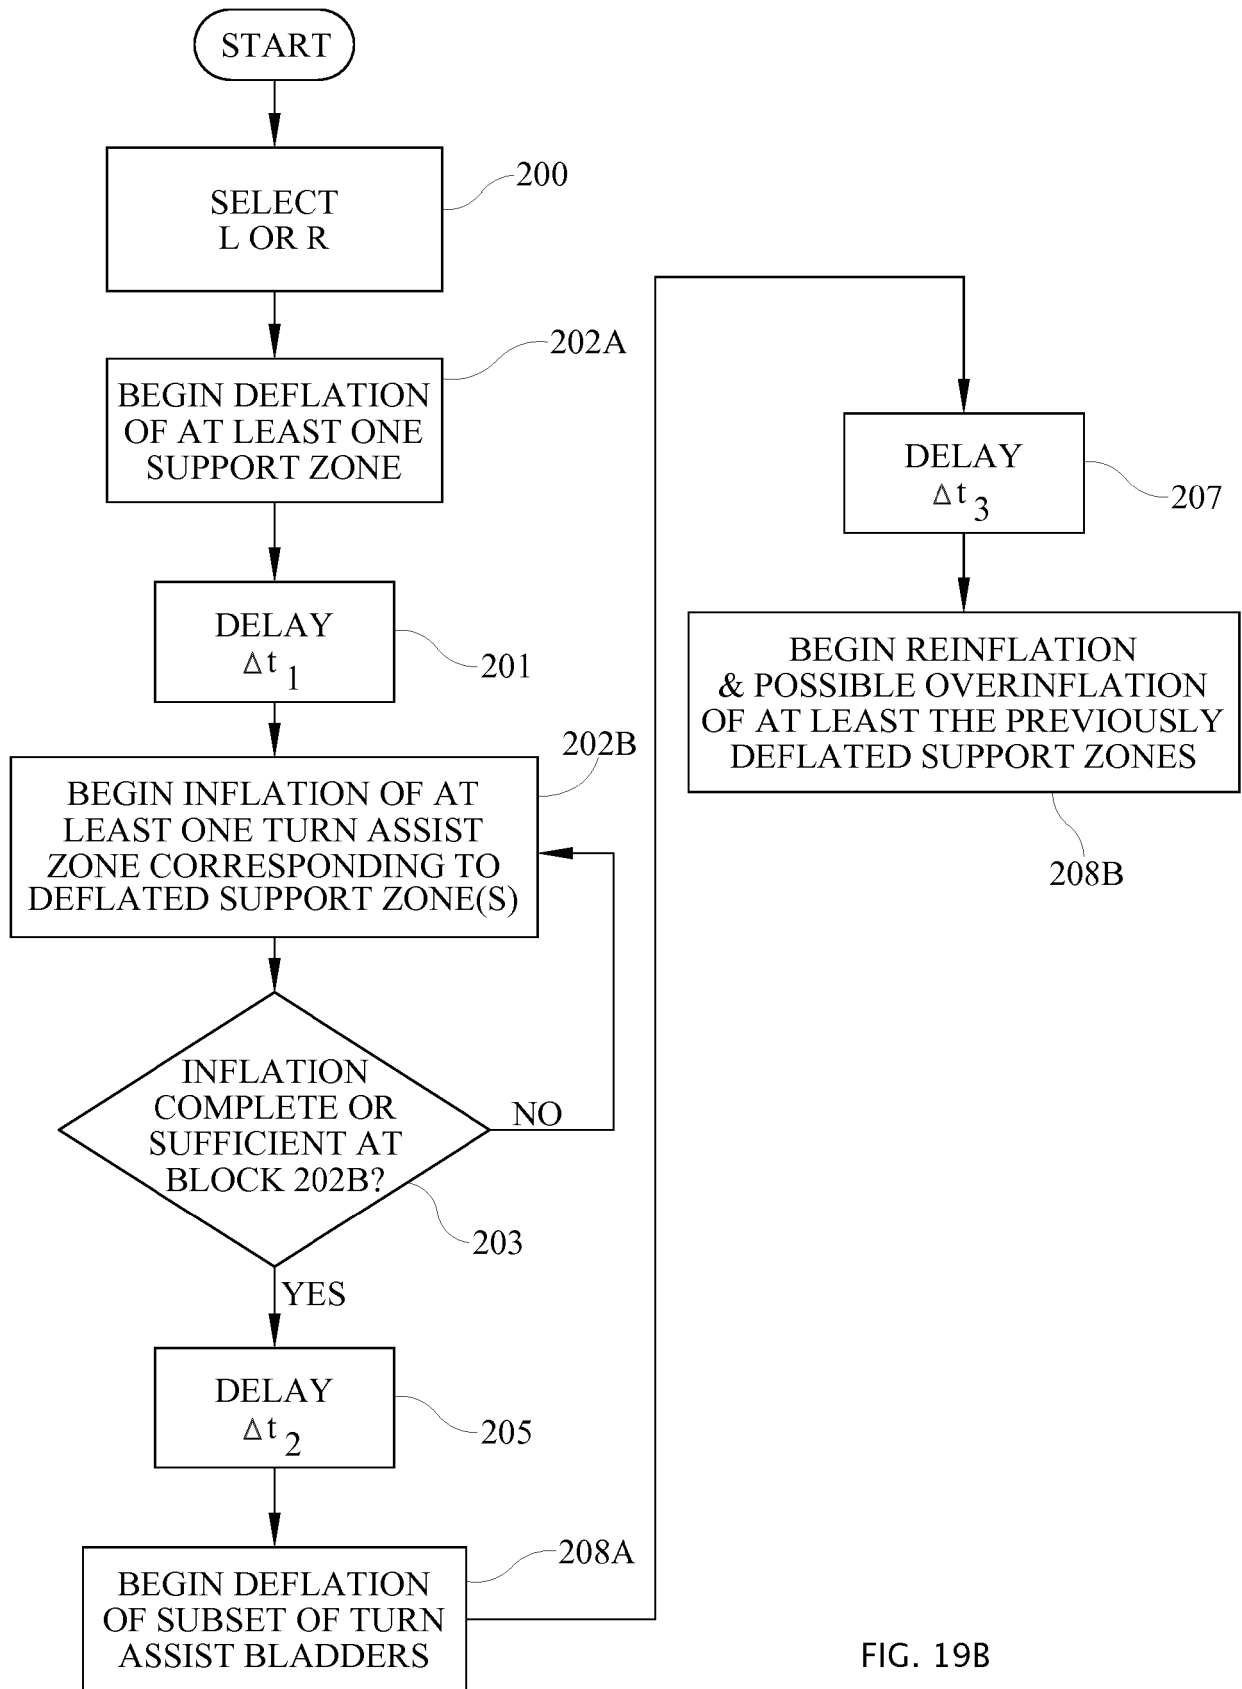 START
SELECT
L OR R
200
BEGIN DEFLATION
OF AT LEAST ONE
SUPPORT ZONE
202A
DELAY
Δt 1
201
BEGIN INFLATION OF AT
LEAST ONE TURN ASSIST
ZONE CORRESPONDING TO
DEFLATED SUPPORT ZONE(S)
202B
INFLATION
COMPLETE OR
SUFFICIENT AT
BLOCK 202B?
NO
203
YES
DELAY
Δt 2
205
BEGIN DEFLATION
OF SUBSET OF TURN
ASSIST BLADDERS
208A
DELAY
Δt 3
207
BEGIN REINFLATION
& POSSIBLE OVERINFLATION
OF AT LEAST THE PREVIOUSLY
DEFLATED SUPPORT ZONES
208B
FIG. 19B